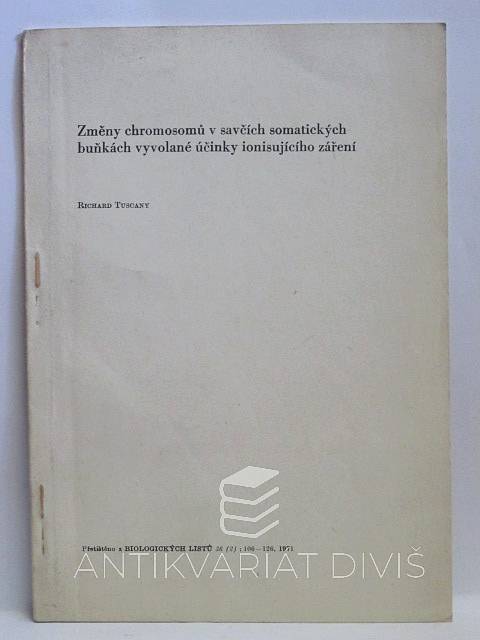 Změny chromosomů v savčích somatických
buňkách vyvolané účinky ionisujícího záření
Richard Tuscany
Přetištěno z BIOLOGICKÝCH LISTŮ 36 (2) : 106—126, 1971
ANTIKVARIAT DIVIŠ